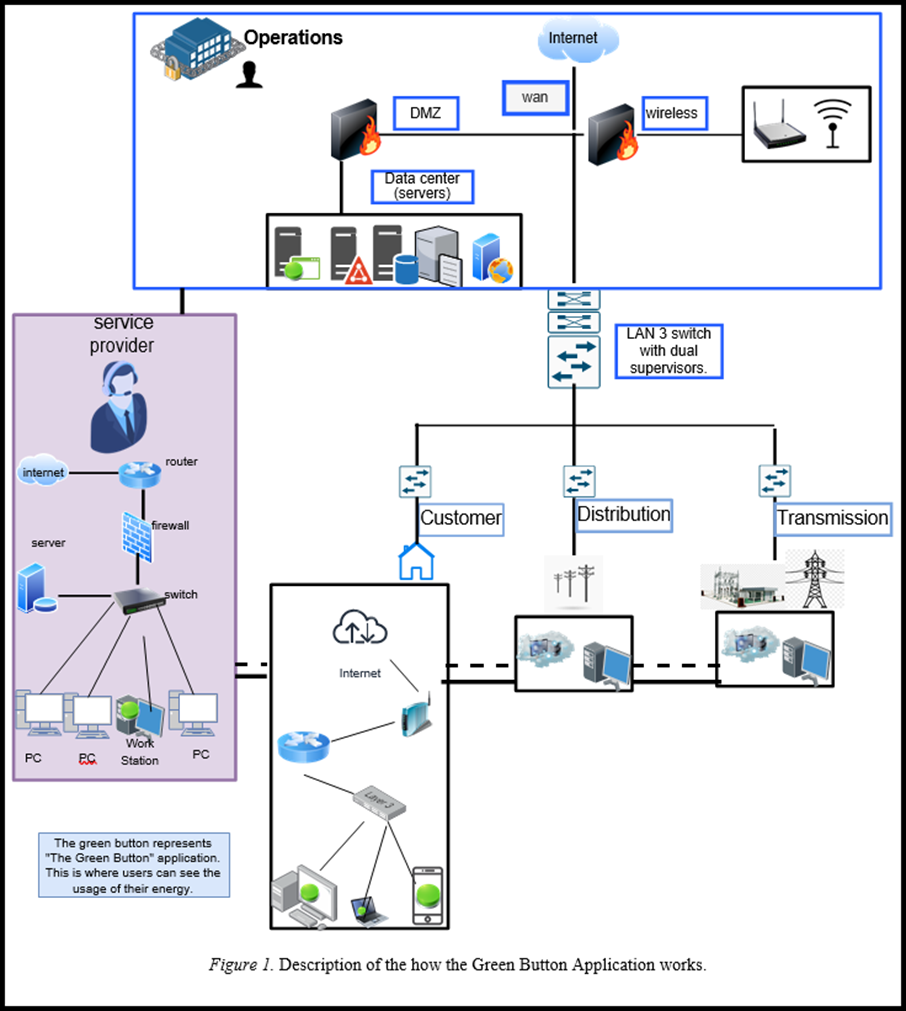 Operations
Internet
DMZ
wan
wireless
Data center
(servers)
LAN 3 switch
with dual
supervisors.
service
provider
internet
router
firewall
server
switch
PC
PC
Work
Station
PC
Customer
Distribution
Transmission
Internet
Layer 3
The green button represents
"The Green Button" application.
This is where users can see the
usage of their energy.
Figure 1. Description of the how the Green Button Application works.